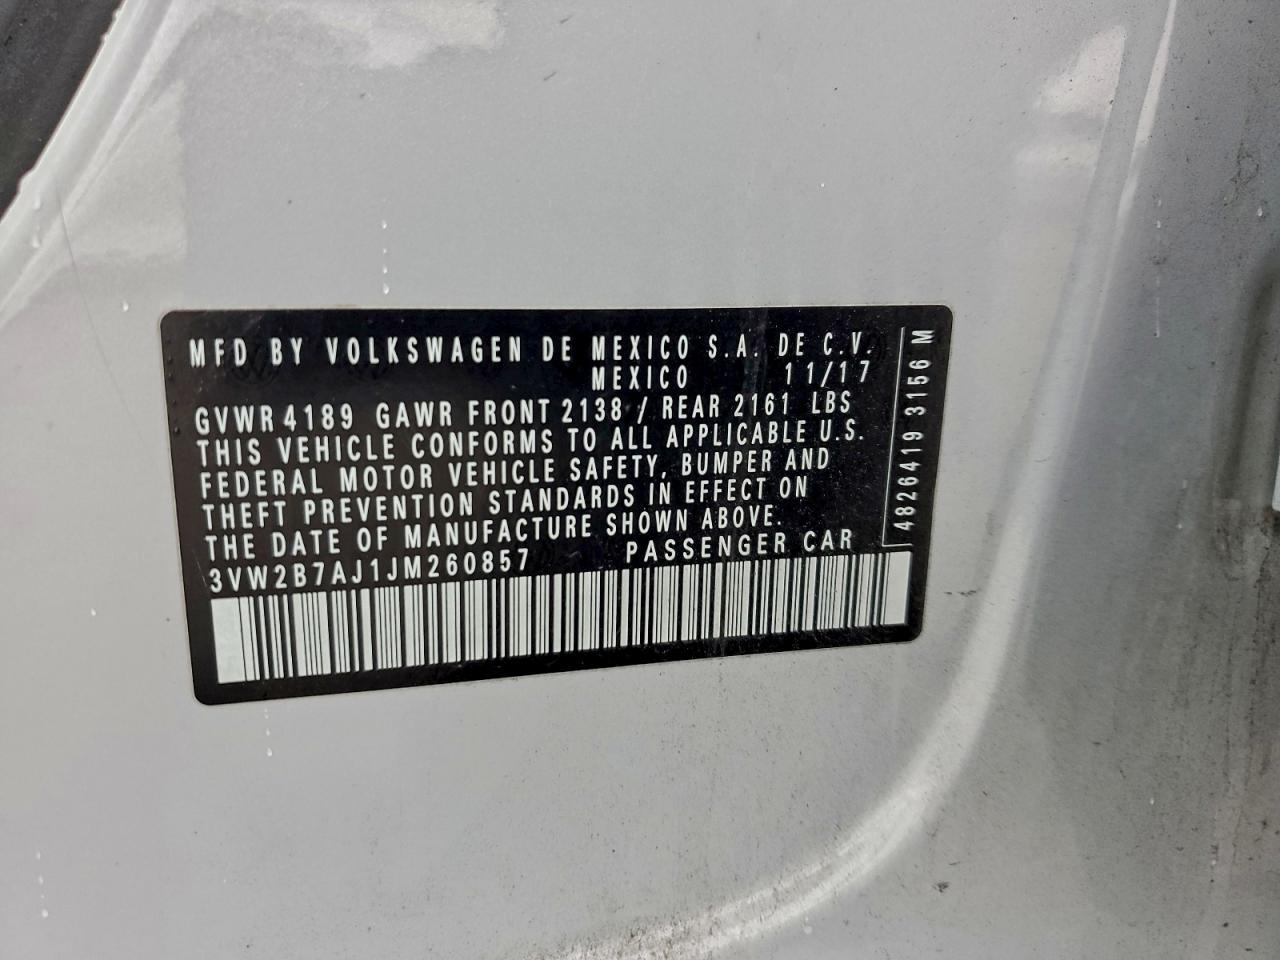 MFD BY VOLKSWAGEN DE MEXICO S.A. DE C.V.
MEXICO 11/17
GVWR 4189 GAWR FRONT 2138 / REAR 2161 LBS
THIS VEHICLE CONFORMS TO ALL APPLICABLE U.S.
FEDERAL MOTOR VEHICLE SAFETY, BUMPER AND
THEFT PREVENTION STANDARDS IN EFFECT ON
THE DATE OF MANUFACTURE SHOWN ABOVE.
3VW2B7AJ1JM260857 PASSENGER CAR
4826419 3156 M